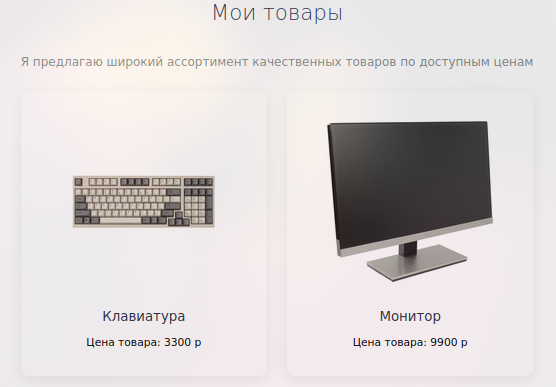 Мои товары
Я предлагаю широкий ассортимент качественных товаров по доступным ценам
Клавиатура
Цена товара: 3300 р
Монитор
Цена товара: 9900 р